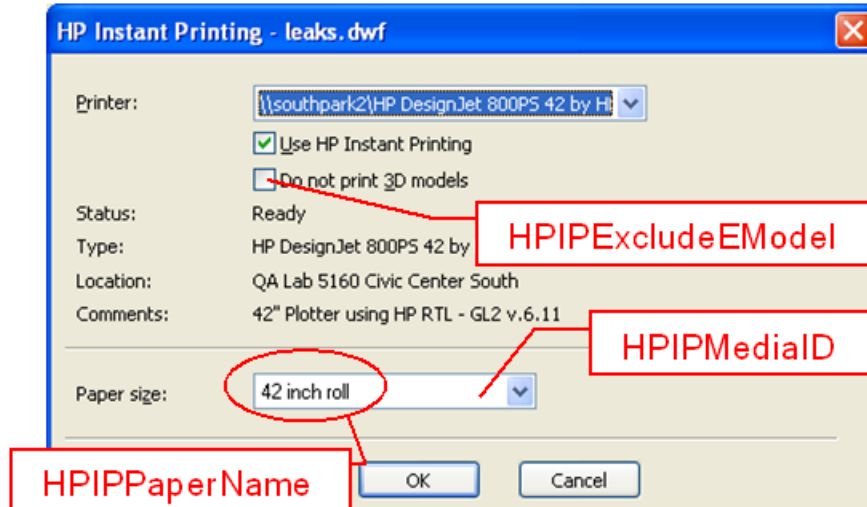 HP Instant Printing - leaks.dwf
Printer:
\\southpark2\HP DesignJet 800PS 42 by
Use HP Instant Printing
Do not print 3D models
Status:
Ready
HPIPExcludeEModel
Type:
HP DesignJet 800PS 42 by
Location:
QA Lab 5160 Civic Center South
Comments:
42" Plotter using HP RTL - GL2 v.6.11
HPIPMediaID
Paper size:
42 inch roll
HPIPPaperName
OK
Cancel